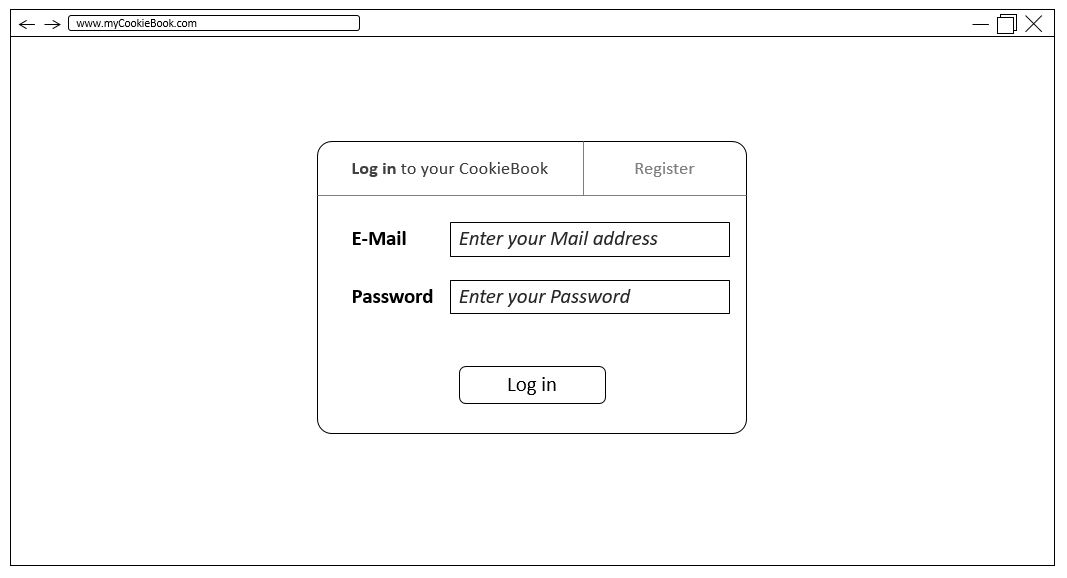 www.myCookieBook.com
Log in to your CookieBook
Register
E-Mail
Enter your Mail address
Password
Enter your Password
Log in